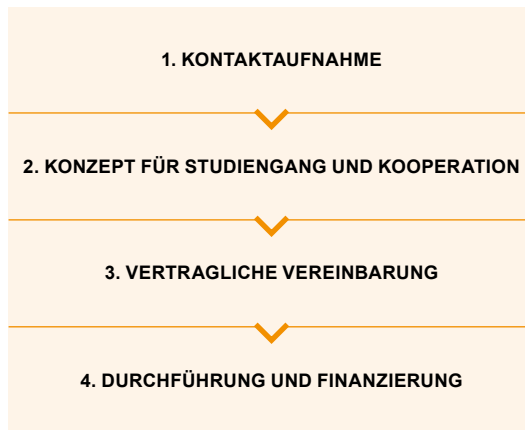 1. KONTAKTAUFNAHME
2. KONZEPT FÜR STUDIENGANG UND KOOPERATION
3. VERTRAGLICHE VEREINBARUNG
4. DURCHFÜHRUNG UND FINANZIERUNG